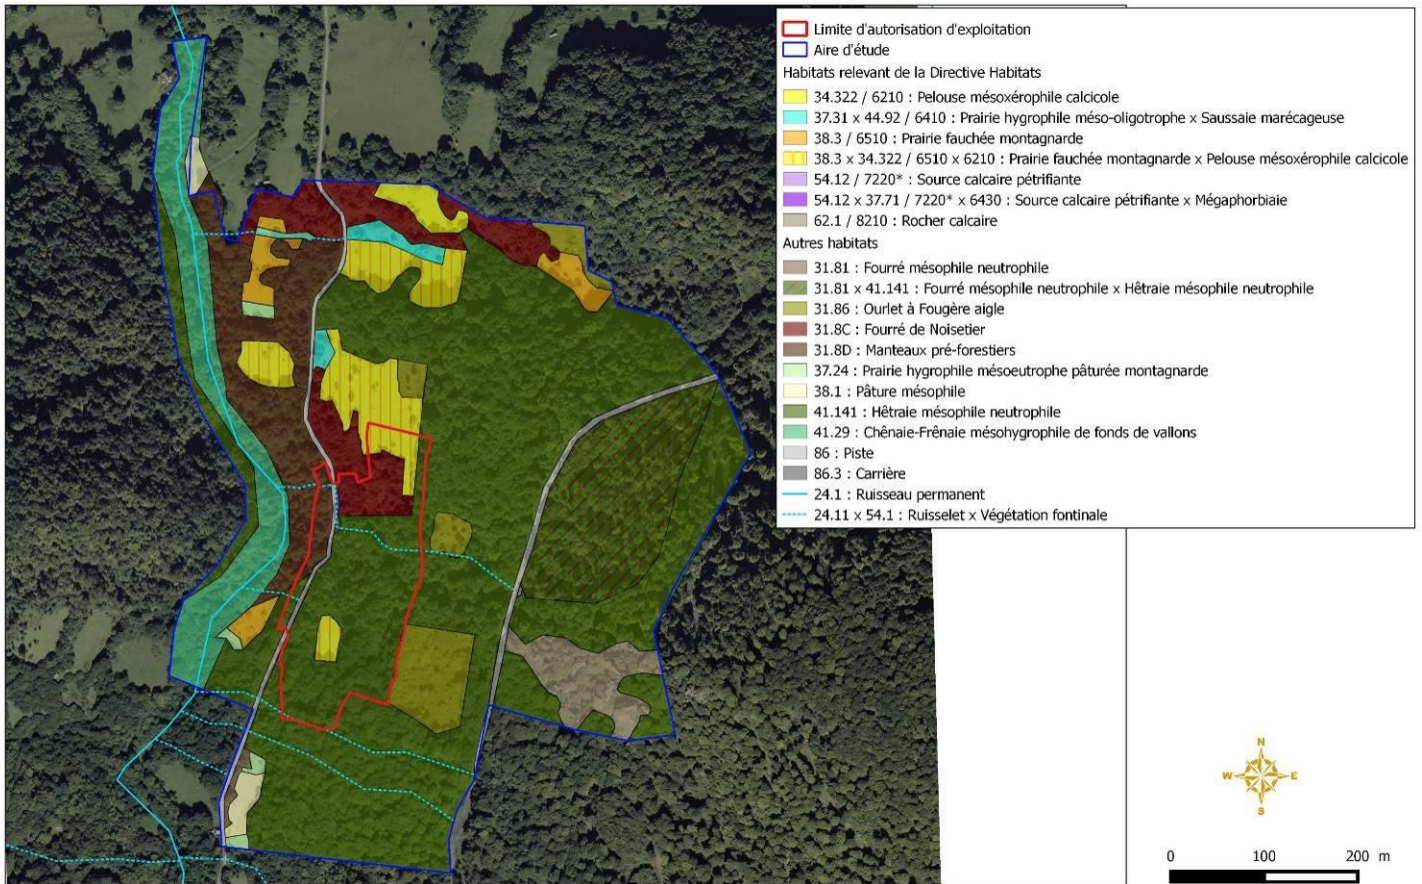 Limite d'autorisation d'exploitation
Aire d'étude
Habitats relevant de la Directive Habitats
34.322 / 6210 : Pelouse mésoxérophile calcicole
37.31 x 44.92 / 6410 : Prairie hygrophile méso-oligotrophe x Saussaie marécageuse
38.3 / 6510 : Prairie fauchée montagnarde
38.3 x 34.322 / 6510 x 6210 : Prairie fauchée montagnarde x Pelouse mésoxérophile calcicole
54.12 / 7220* : Source calcaire pétrifiante
54.12 x 37.71 / 7220* x 6430 : Source calcaire pétrifiante x Mégaphorbiaie
62.1 / 8210 : Rocher calcaire
Autres habitats
31.81 : Fourré mésophile neutrophile
31.81 x 41.141 : Fourré mésophile neutrophile x Hêtraie mésophile neutrophile
31.86 : Ourlet à Fougère aigle
31.8C : Fourré de Noisetier
31.8D : Manteaux pré-forestiers
37.24 : Prairie hygrophile mésoeutrophe pâturée montagnarde
38.1 : Pâture mésophile
41.141 : Hêtraie mésophile neutrophile
41.29 : Chênaie-Frênaie mésohygrophile de fonds de vallons
86 : Piste
86.3 : Carrière
24.1 : Ruisseau permanent
24.11 x 54.1 : Ruisselet x Végétation fontinale
N
W E
S
0 100 200 m